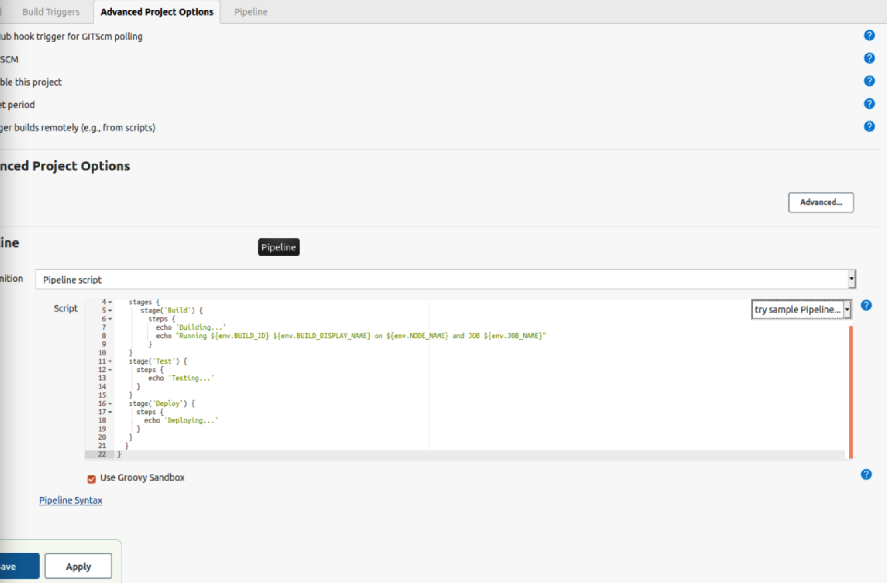 Build Triggers Advanced Project Options Pipeline
ub hook trigger for GITScm polling
SCM
ble this project
et period
ger builds remotely (e.g., from scripts)
nced Project Options
Advanced...
ine
Pipeline
nition Pipeline script
Script
try sample Pipeline...
4 stages {
5 stage('Build') {
6 steps {
7 echo 'Building...'
8 echo "Running ${env.BUILD_ID} ${env.BUILD_DISPLAY_NAME} on ${env.NODE_NAME} and JOB ${env.JOB_NAME}"
9 }
10 }
11 stage('Test') {
12 steps {
13 echo 'Testing...'
14 }
15 }
16 stage('Deploy') {
17 steps {
18 echo 'Deploying...'
19 }
20 }
21 }
22 }
Use Groovy Sandbox
Pipeline Syntax
ave Apply